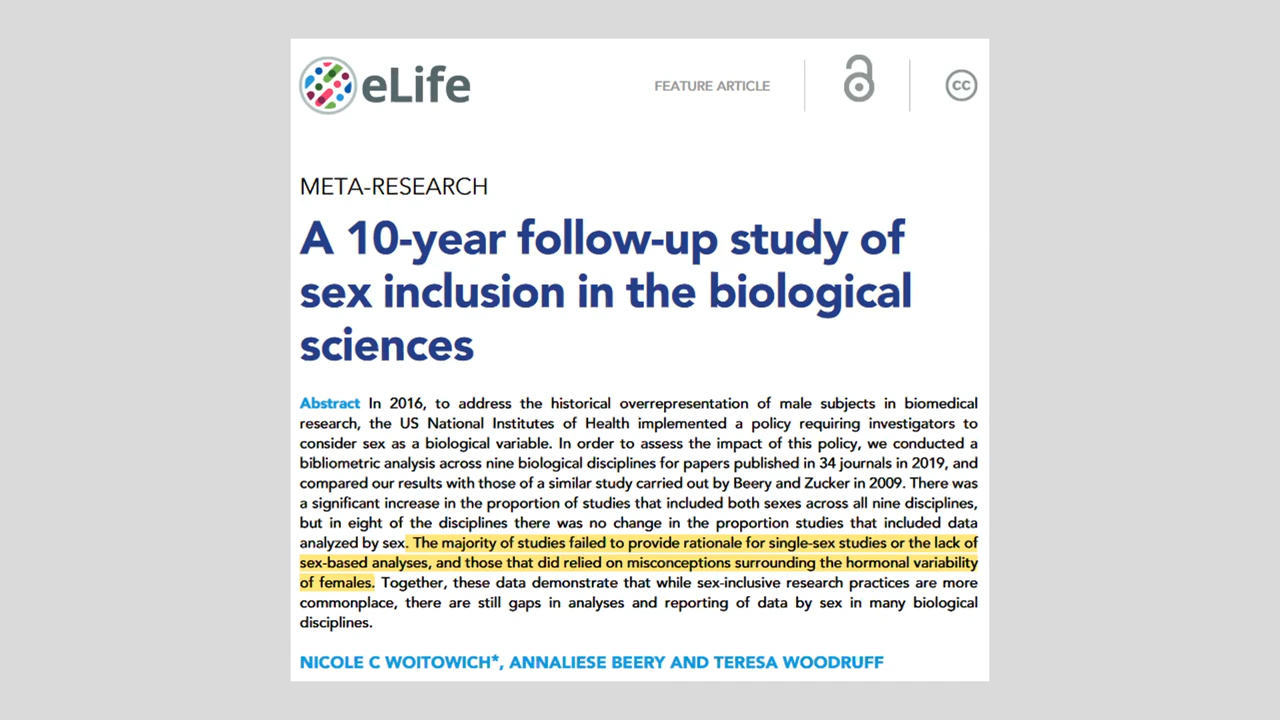 eLife
FEATURE ARTICLE
cc
META-RESEARCH
A 10-year follow-up study of
sex inclusion in the biological
sciences
Abstract In 2016, to address the historical overrepresentation of male subjects in biomedical
research, the US National Institutes of Health implemented a policy requiring investigators to
consider sex as a biological variable. In order to assess the impact of this policy, we conducted a
bibliometric analysis across nine biological disciplines for papers published in 34 journals in 2019, and
compared our results with those of a similar study carried out by Beery and Zucker in 2009. There was
a significant increase in the proportion of studies that included both sexes across all nine disciplines,
but in eight of the disciplines there was no change in the proportion studies that included data
analyzed by sex. The majority of studies failed to provide rationale for single-sex studies or the lack of
sex-based analyses, and those that did relied on misconceptions surrounding the hormonal variability
of females. Together, these data demonstrate that while sex-inclusive research practices are more
commonplace, there are still gaps in analyses and reporting of data by sex in many biological
disciplines.
NICOLE C WOITOWICH*, ANNALIESE BEERY AND TERESA WOODRUFF